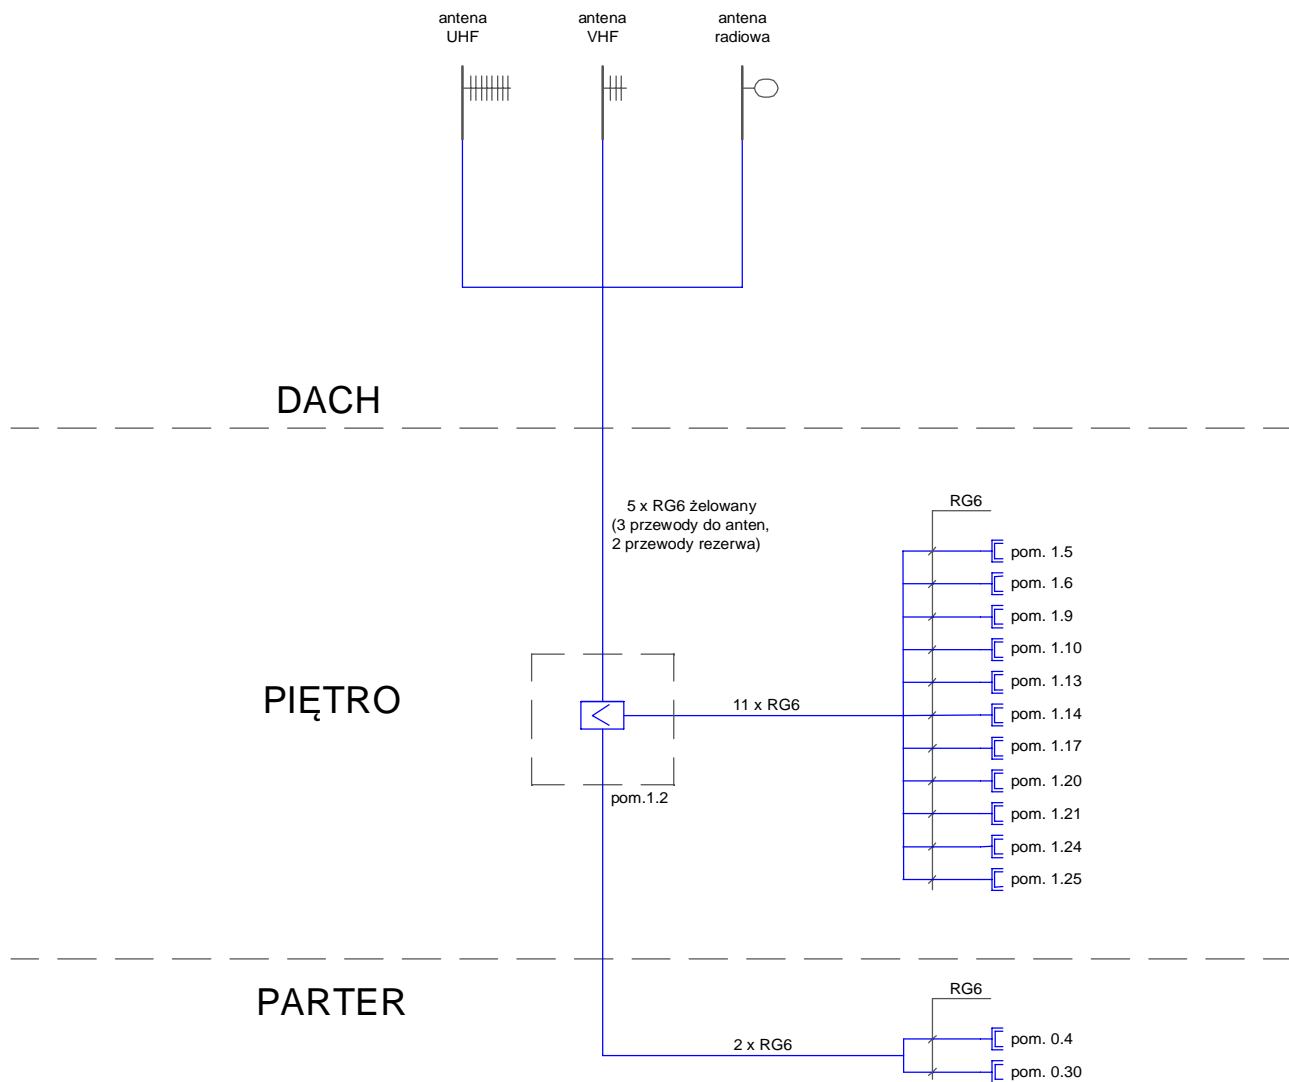 antena
UHF
antena
VHF
antena
radiowa
DACH
5 x RG6 żelowany
(3 przewody do anten,
2 przewody rezerwa)
RG6
pom. 1.5
pom. 1.6
pom. 1.9
pom. 1.10
pom. 1.13
PIĘTRO
11 x RG6
pom. 1.14
pom. 1.17
pom. 1.20
pom.1.2
pom. 1.21
pom. 1.24
pom. 1.25
PARTER
RG6
2 x RG6
pom. 0.4
pom. 0.30